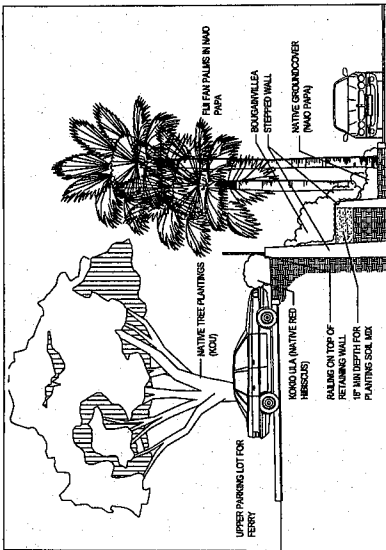 FIJI FAN PALMS IN NAIO
PAPA
BOUGAINVILLEA
STEPPED WALL
NATIVE GROUNDCOVER
(NAIO PAPA)
NATIVE TREE PLANTINGS
(KOU)
KOKIO ULA (NATIVE RED
HIBISCUS)
RAILING ON TOP OF
RETAINING WALL
18" MIN DEPTH FOR
PLANTING SOIL MIX
UPPER PARKING LOT FOR
FERRY